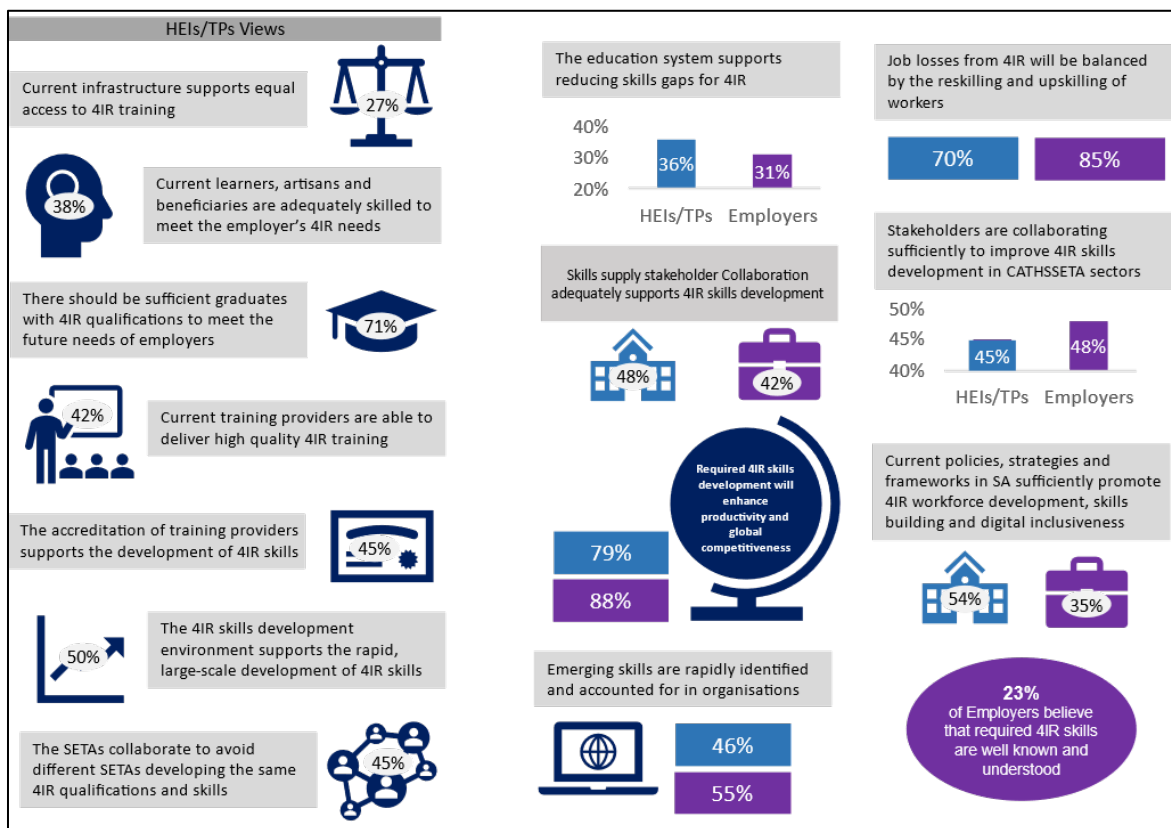 HEIs/TPs Views
Current infrastructure supports equal
access to 4IR training
27%
38%
Current learners, artisans and
beneficiaries are adequately skilled to
meet the employer's 4IR needs
There should be sufficient graduates
with 4IR qualifications to meet the
future needs of employers
71%
42%
Current training providers are able to
deliver high quality 4IR training
The accreditation of training providers
supports the development of 4IR skills
45%
50%
The 4IR skills development
environment supports the rapid,
large-scale development of 4IR skills
The SETAs collaborate to avoid
different SETAs developing the same
4IR qualifications and skills
45%
The education system supports
reducing skills gaps for 4IR
40%
30%
20%
36%
31%
HEIs/TPs
Employers
Skills supply stakeholder Collaboration
adequately supports 4IR skills development
48%
42%
Required 4IR skills
development will
enhance
productivity and
global
competitiveness
79%
88%
Emerging skills are rapidly identified
and accounted for in organisations
46%
55%
Job losses from 4IR will be balanced
by the reskilling and upskilling of
workers
70%
85%
Stakeholders are collaborating
sufficiently to improve 4IR skills
development in CATHSSETA sectors
50%
45%
40%
45%
48%
HEIs/TPs
Employers
Current policies, strategies and
frameworks in SA sufficiently promote
4IR workforce development, skills
building and digital inclusiveness
54%
35%
23%
of Employers believe
that required 4IR skills
are well known and
understood